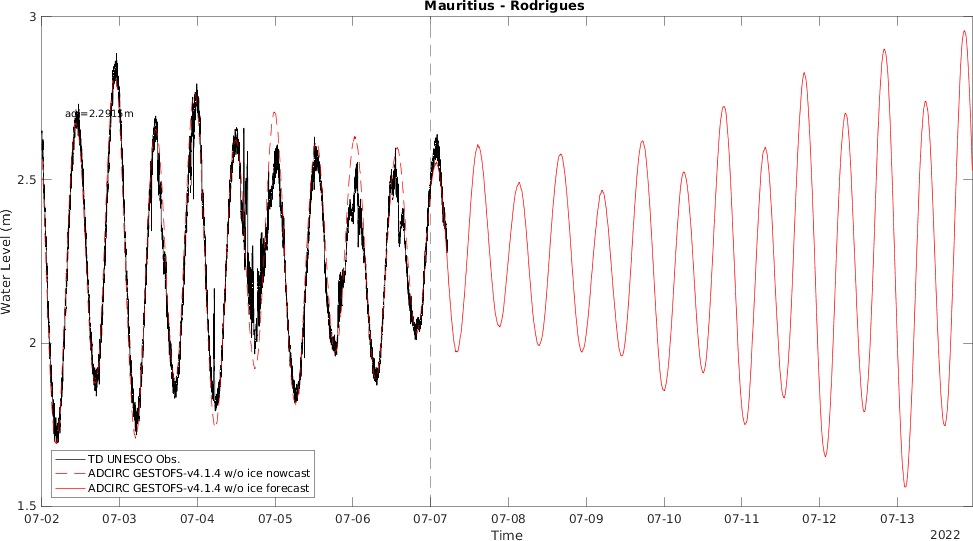 Mauritius - Rodrigues
3
adj=2.2915m
2.5
Water Level (m)
2
TD UNESCO Obs.
ADCIRC GESTOFS-v4.1.4 w/o ice nowcast
ADCIRC GESTOFS-v4.1.4 w/o ice forecast
1.5
07-02 07-03 07-04 07-05 07-06 07-07 07-08 07-09 07-10 07-11 07-12 07-13
Time
2022